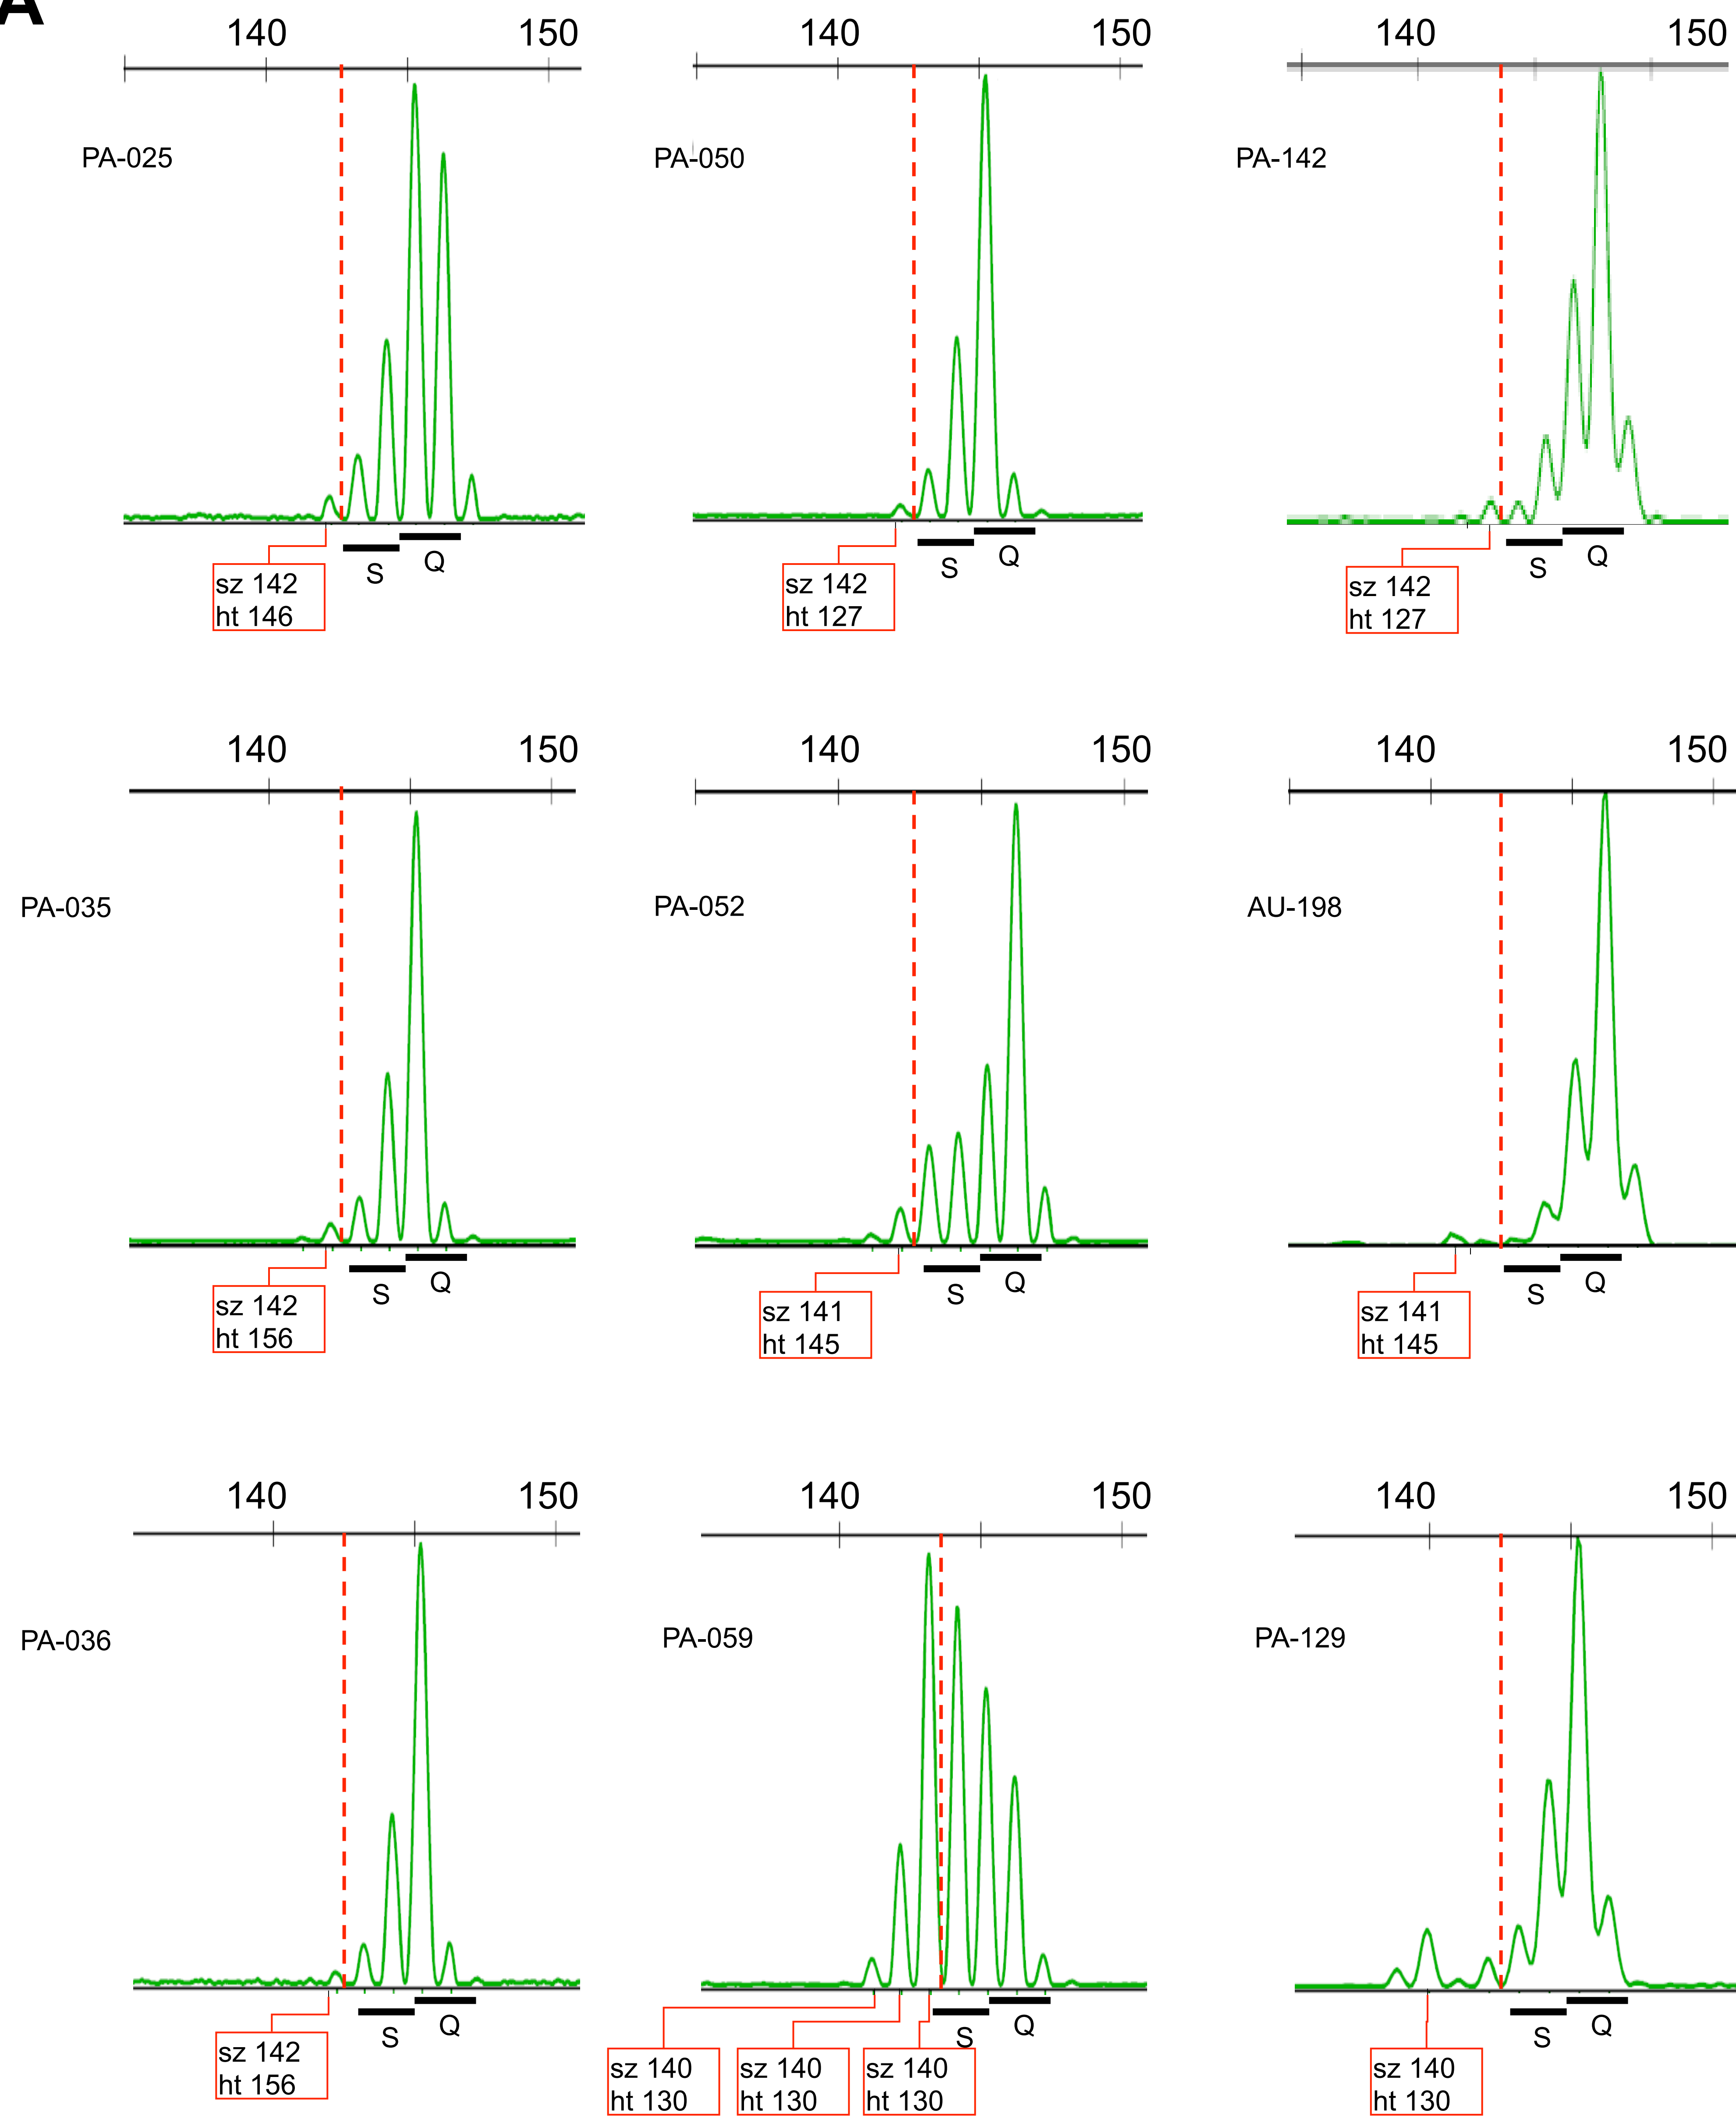 A
140 150 140 150 140 150
PA-025 PA-050 PA-142
S Q S Q S Q
sz 142 sz 142 sz 142
ht 146 ht 127 ht 127
140 150 140 150 140 150
PA-035 PA-052 AU-198
S Q S Q S Q
sz 142 sz 141 sz 141
ht 156 ht 145 ht 145
140 150 140 150 140 150
PA-036 PA-059 PA-129
S Q S Q S Q
sz 142 sz 140 sz 140 sz 140 sz 140
ht 156 ht 130 ht 130 ht 130 ht 130